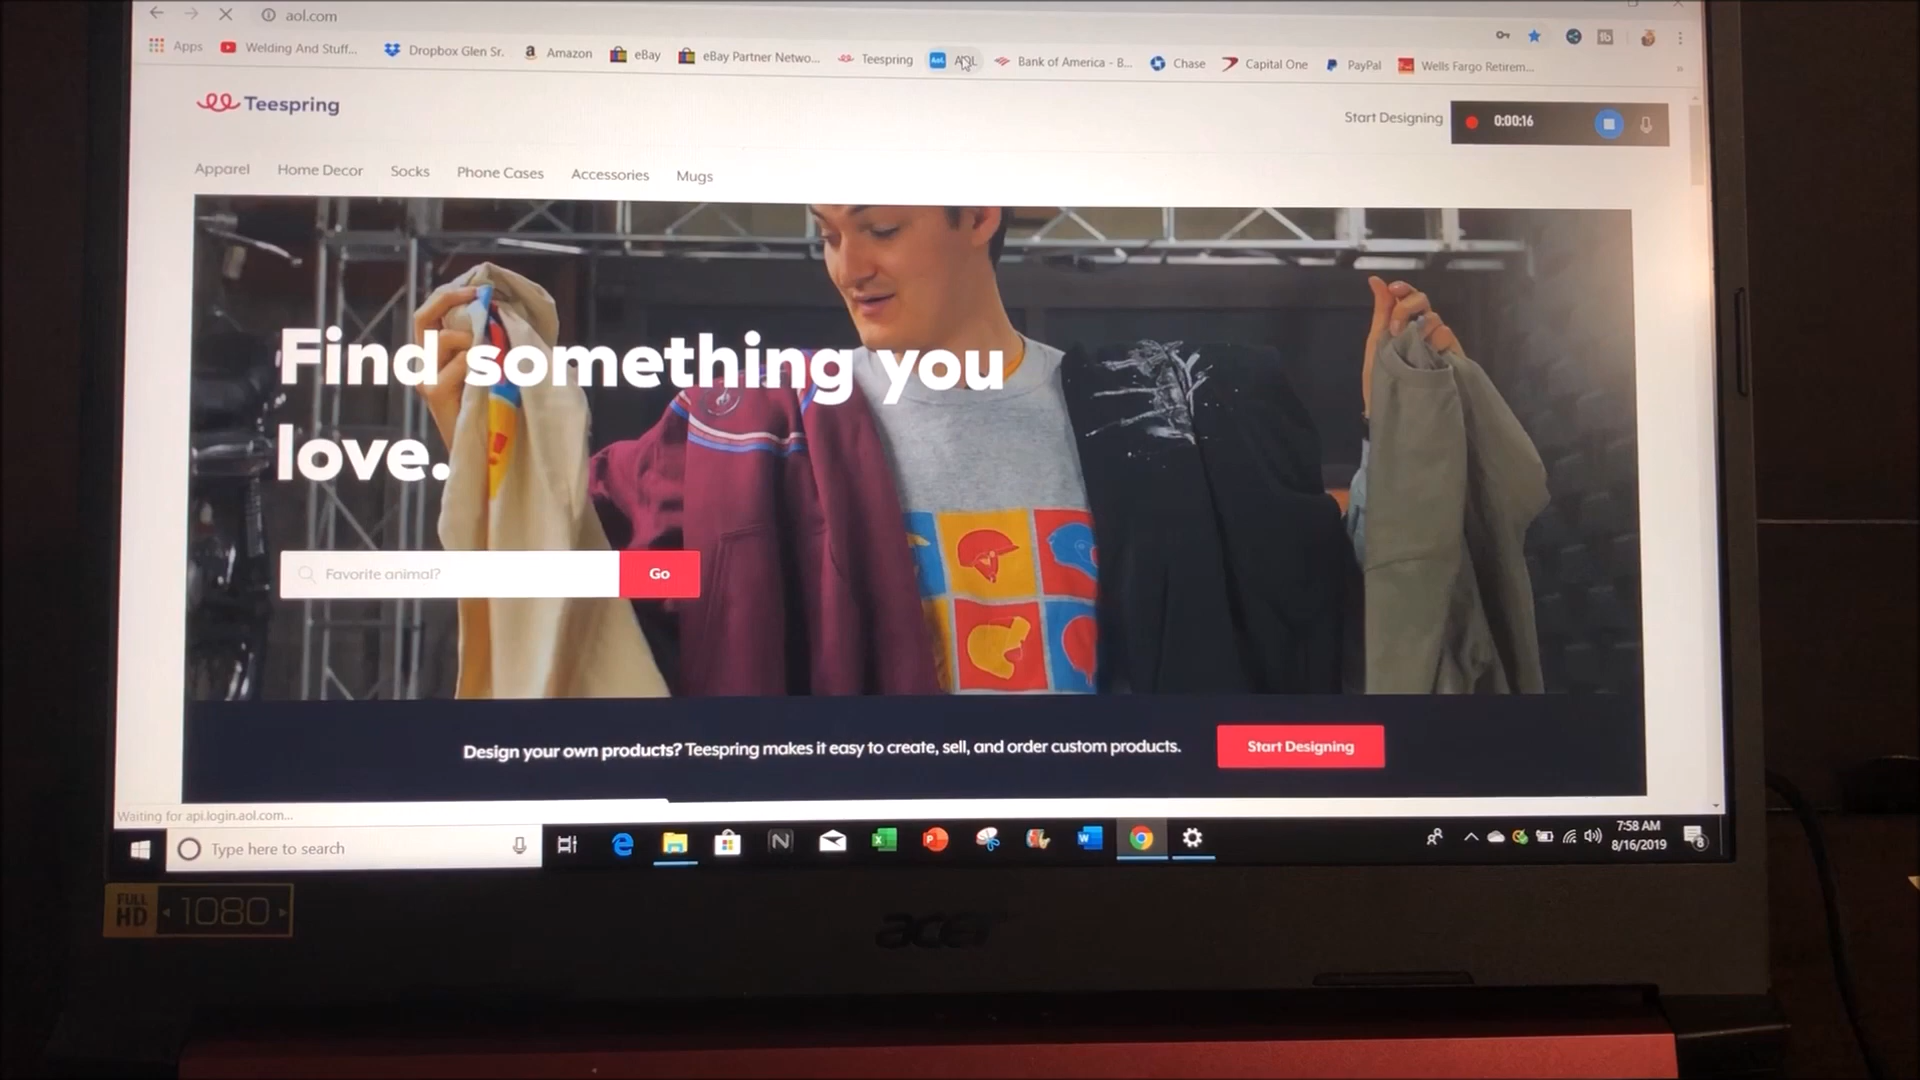 aol.com
Apps Welding And Stuff... Dropbox Glen Sr. Amazon eBay eBay Partner Netwo... Teespring AOL Bank of America - B... Chase Capital One PayPal Wells Fargo Retirem... »
Teespring
Start Designing
0:00:16
Apparel Home Decor Socks Phone Cases Accessories Mugs
Find something you
love.
Favorite animal? Go
Design your own products? Teespring makes it easy to create, sell, and order custom products. Start Designing
Waiting for api.login.aol.com...
Type here to search
7:58 AM
8/16/2019
8
FULL
HD 1080
acer